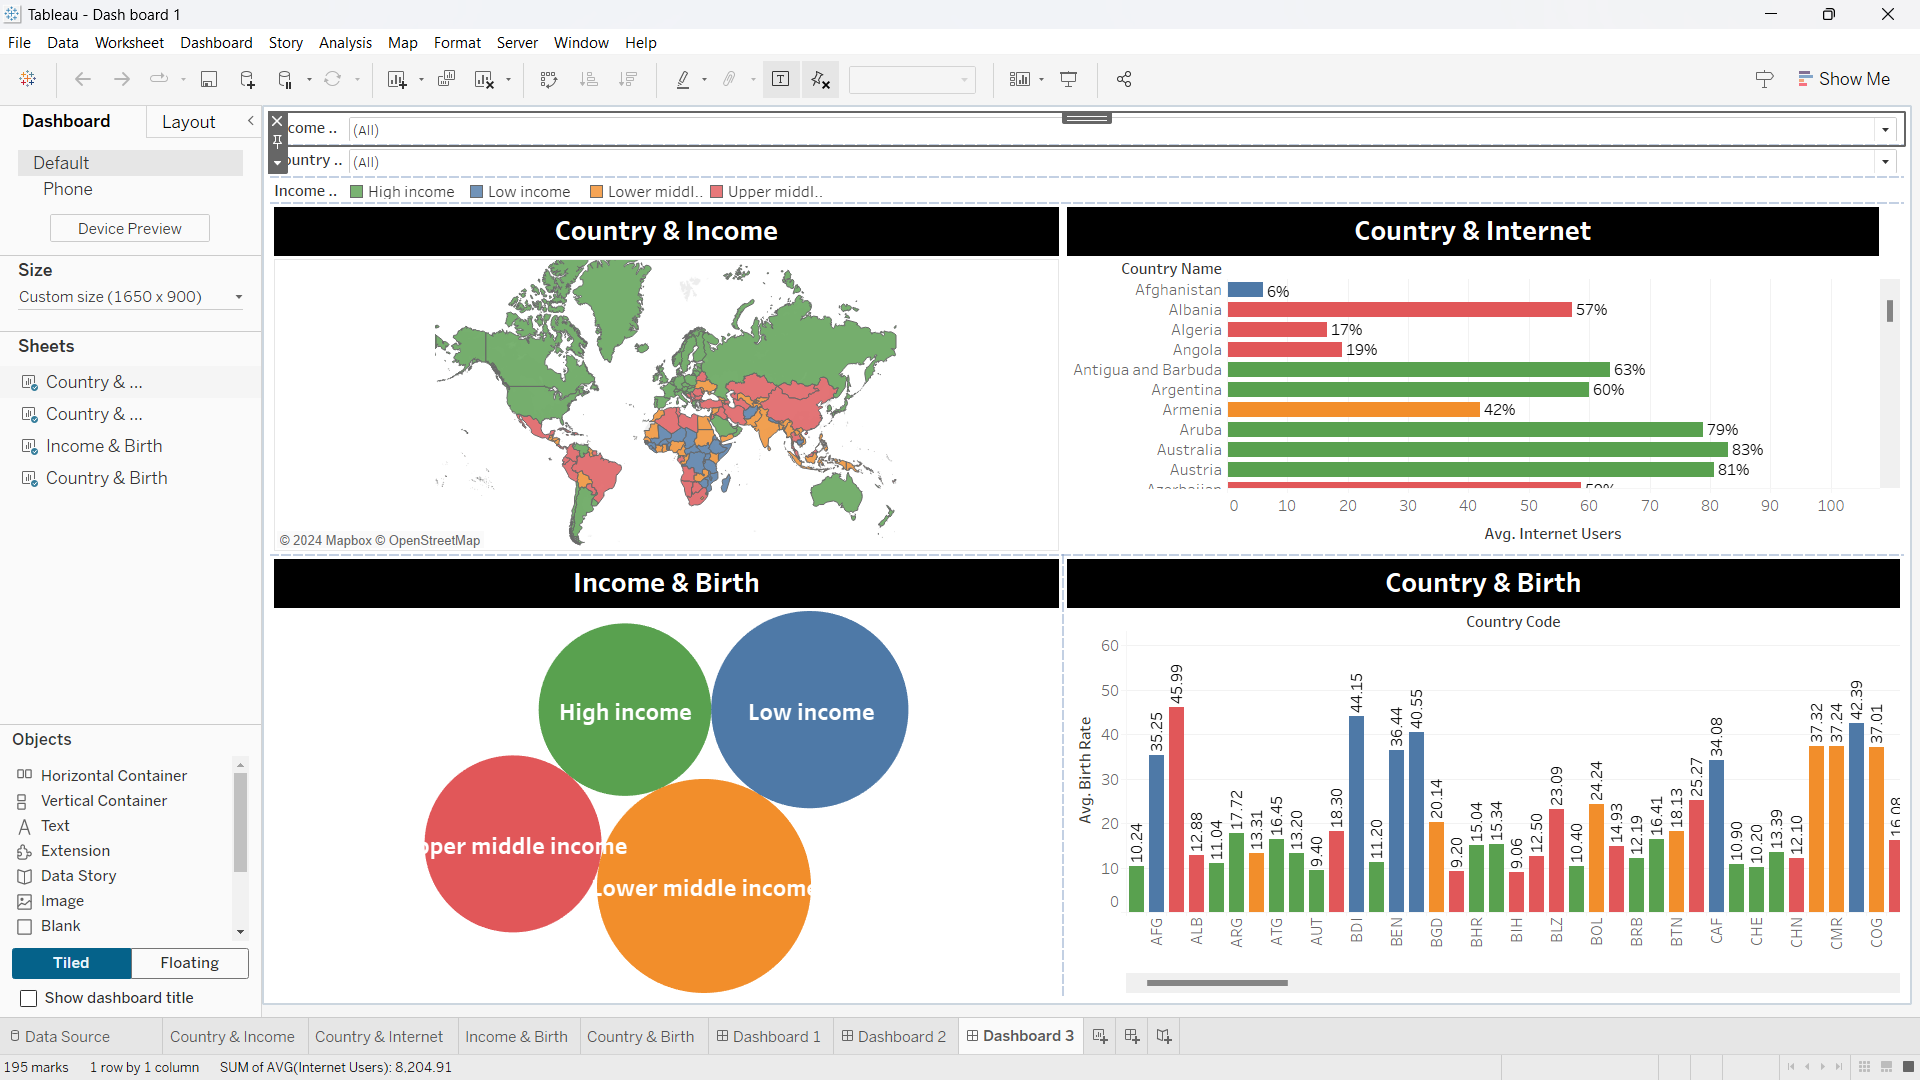 Tableau - Dash board 1
File Data Worksheet Dashboard Story Analysis Map Format Server Window Help
Show Me
Dashboard Layout
Default
Phone
Device Preview
Size
Custom size (1650 x 900)
Sheets
Country & ...
Country & ...
Income & Birth
Country & Birth
Objects
Horizontal Container
Vertical Container
Text
Extension
Data Story
Image
Blank
Tiled Floating
Show dashboard title
come .. (All)
ountry .. (All)
Income .. High income Low income Lower middl.. Upper middl..
Country & Income
© 2024 Mapbox © OpenStreetMap
Country & Internet
Country Name
Afghanistan 6%
Albania 57%
Algeria 17%
Angola 19%
Antigua and Barbuda 63%
Argentina 60%
Armenia 42%
Aruba 79%
Australia 83%
Austria 81%
0 10 20 30 40 50 60 70 80 90 100
Avg. Internet Users
Income & Birth
High income
Low income
pper middle income
Lower middle income
Country & Birth
Country Code
Avg. Birth Rate
60
50
40
30
20
10
0
10.24 35.25 45.99 12.88 11.04 17.72 13.31 16.45 13.20 9.40 18.30 44.15 11.20 36.44 40.55 20.14 9.20 15.04 15.34 9.06 12.50 23.09 10.40 24.24 14.93 12.19 16.41 18.13 25.27 34.08 10.90 10.20 13.39 12.10 37.32 37.24 42.39 37.01 16.08
AFG ALB ARG ATG AUT BDI BEN BGD BHR BIH BLZ BOL BRB BTN CAF CHE CHN CMR COG
Data Source Country & Income Country & Internet Income & Birth Country & Birth Dashboard 1 Dashboard 2 Dashboard 3
195 marks 1 row by 1 column SUM of AVG(Internet Users): 8,204.91